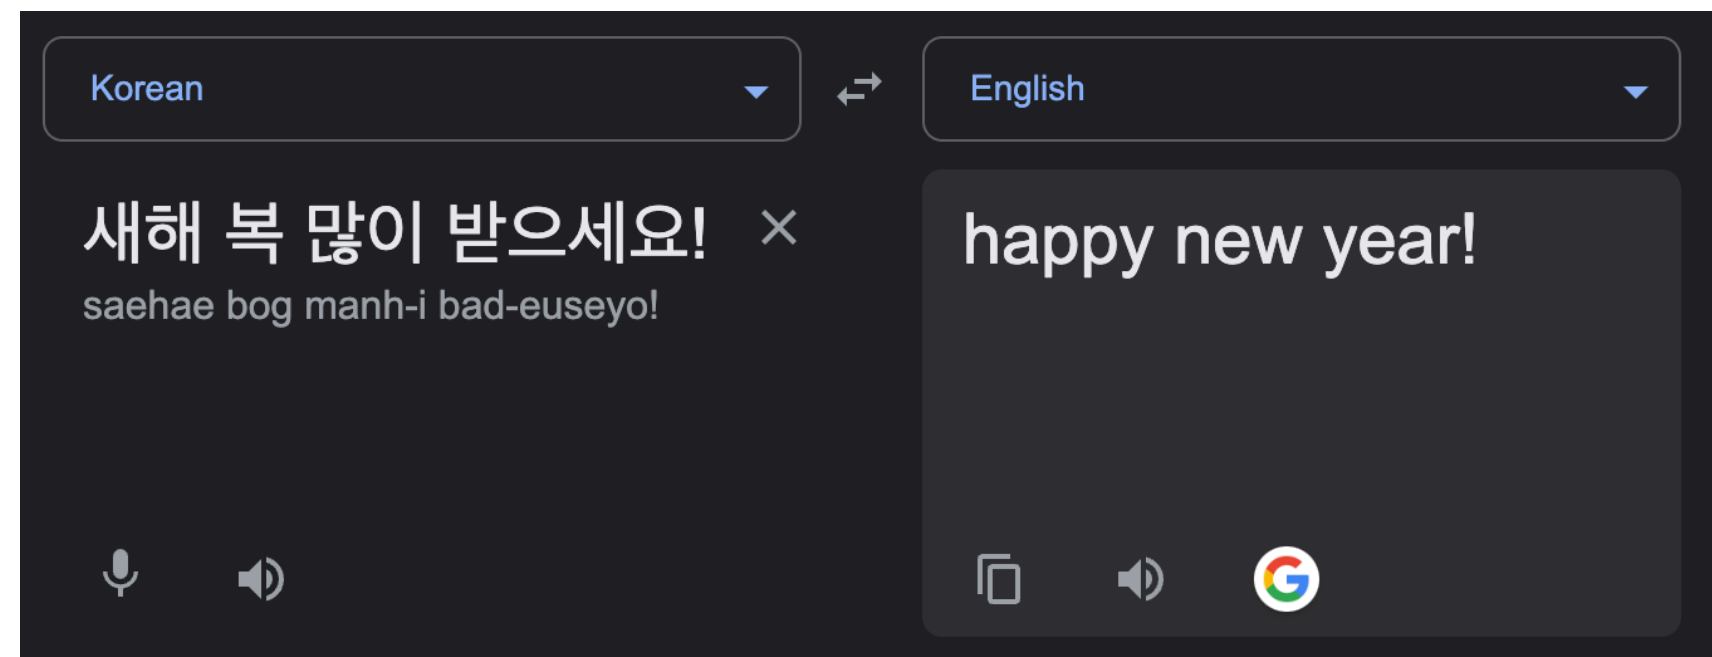 Korean
English
새해 복 많이 받으세요!
saehae bog manh-i bad-euseyo!
happy new year!